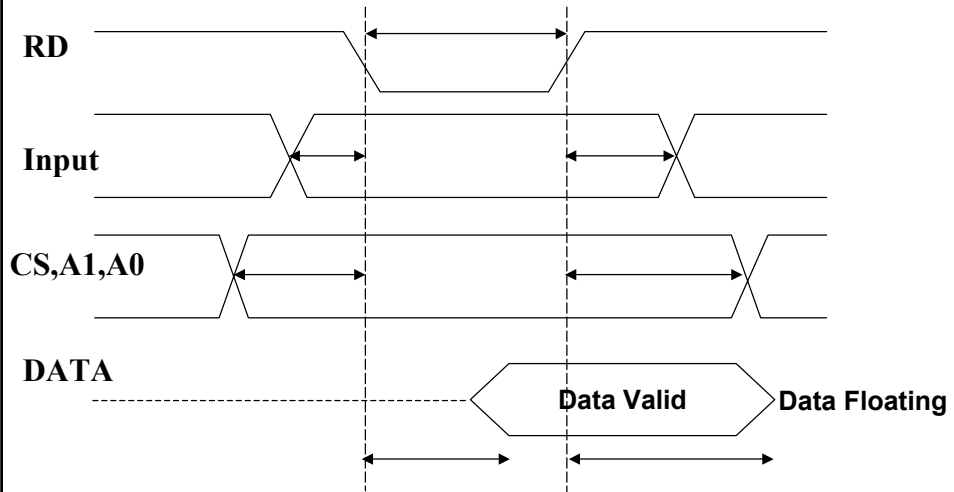 RD
Input
CS,A1,A0
DATA
Data Valid
Data Floating